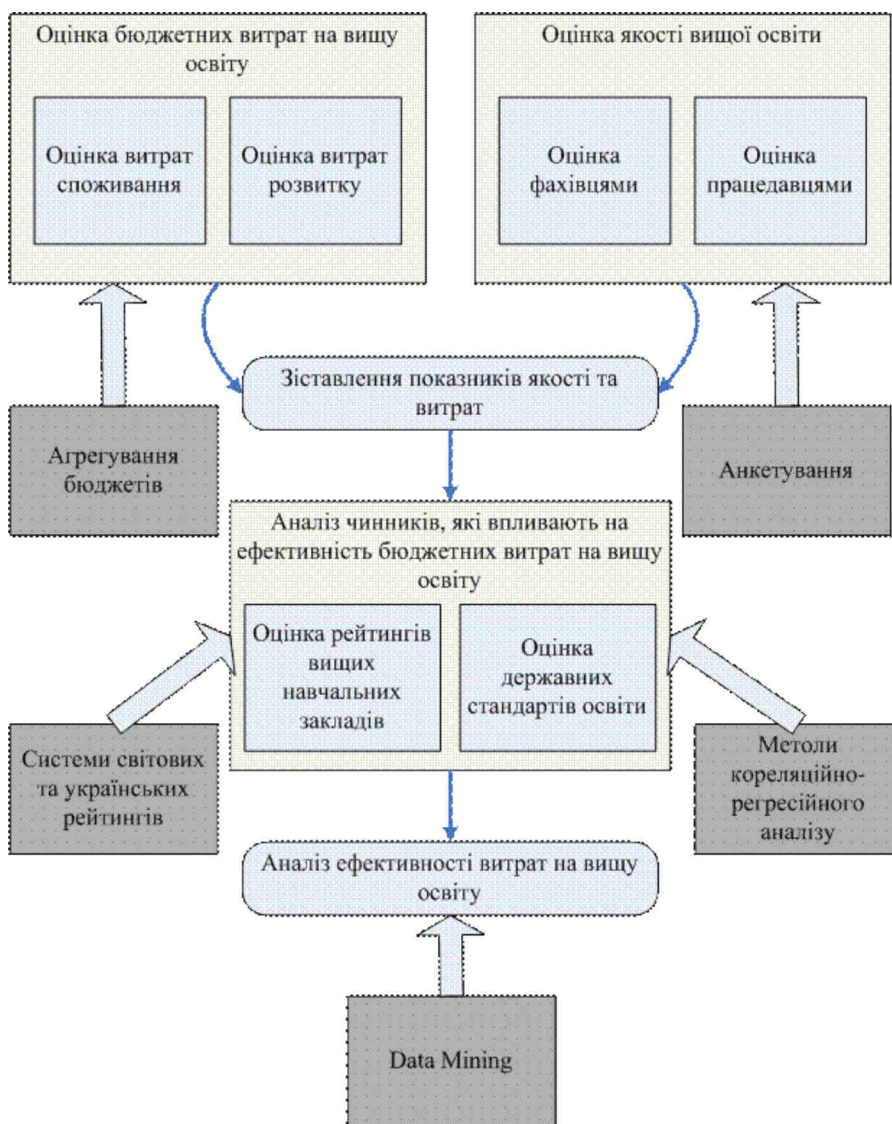 Оцінка бюджетних витрат на вищу
освіту
Оцінка витрат
споживання
Оцінка витрат
розвитку
Оцінка якості вищої освіти
Оцінка
фахівцями
Оцінка
працедавцями
Зіставлення показників якості та
витрат
Агрегування
бюджетів
Анкетування
Аналіз чинників, які впливають на
ефективність бюджетних витрат на вищу
освіту
Оцінка рейтингів
вищих
навчальних
закладів
Оцінка
державних
стандартів освіти
Системи світових
та українських
рейтингів
Метоли
кореляційно-
регресійного
аналізу
Аналіз ефективності витрат на вищу
освіту
Data Mining